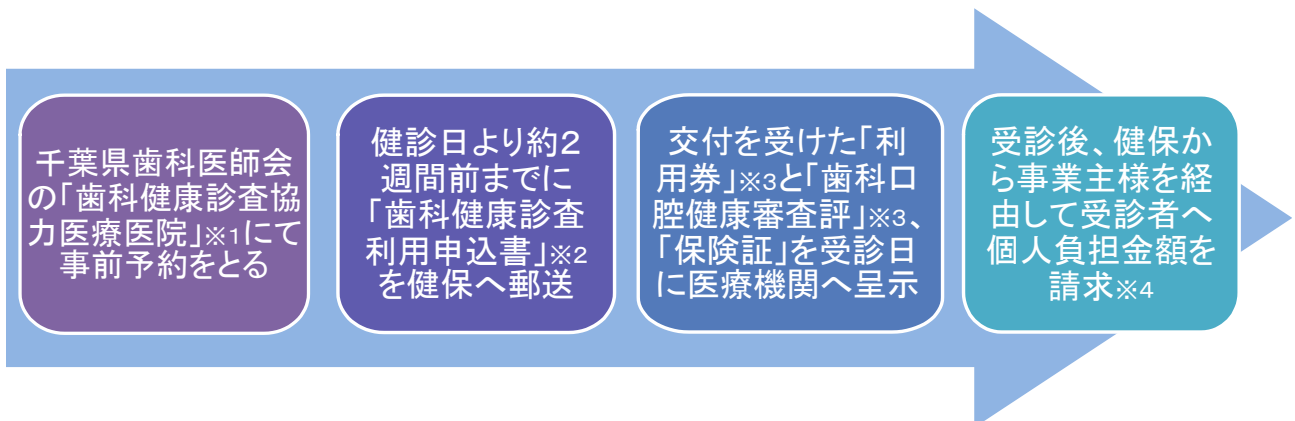 千葉県歯科医師会
の「歯科健康診査協
力医療医院」※1にて
事前予約をとる
健診日より約2
週間前までに
「歯科健康診査
利用申込書」※2
を健保へ郵送
交付を受けた「利
用券」※3と「歯科口
腔健康審査評」※3、
「保険証」を受診日
に医療機関へ呈示
受診後、健保か
ら事業主様を経
由して受診者へ
個人負担金額を
請求※4